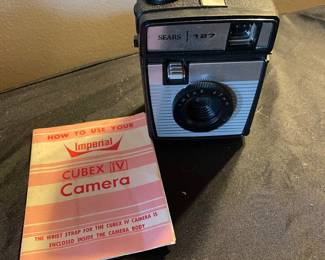 SEARS | 127
HOW TO USE YOUR
Imperial
CUBEX IV
Camera
THE WRIST STRAP FOR THE CUBEX IV CAMERA IS
ENCLOSED INSIDE THE CAMERA BODY